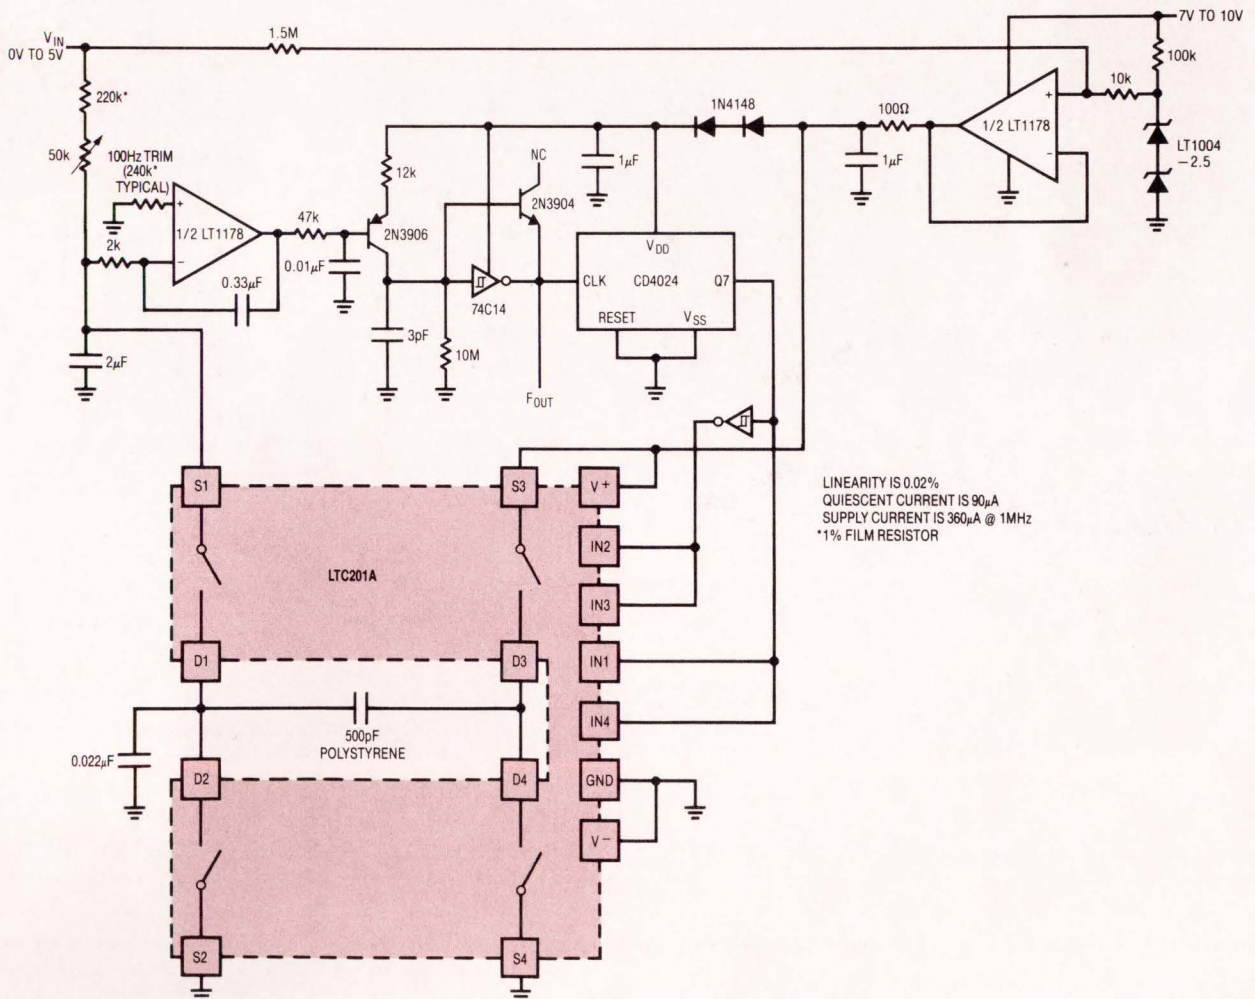 VIN
0V TO 5V
1.5M
7V TO 10V
100k
10k
220k*
50k
100Hz TRIM
(240k*
TYPICAL)
+
1/2 LT1178
−
2k
0.33µF
47k
0.01µF
12k
2N3906
3pF
10M
74C14
NC
2N3904
FOUT
1µF
1N4148
VDD
CLK
CD4024
Q7
RESET
VSS
1µF
100Ω
+
1/2 LT1178
−
LT1004
−2.5
2µF
S1
S3
V+
IN2
IN3
LTC201A
D1
D3
IN1
IN4
500pF
POLYSTYRENE
0.022µF
D2
D4
GND
V−
S2
S4
LINEARITY IS 0.02%
QUIESCENT CURRENT IS 90µA
SUPPLY CURRENT IS 360µA @ 1MHz
*1% FILM RESISTOR